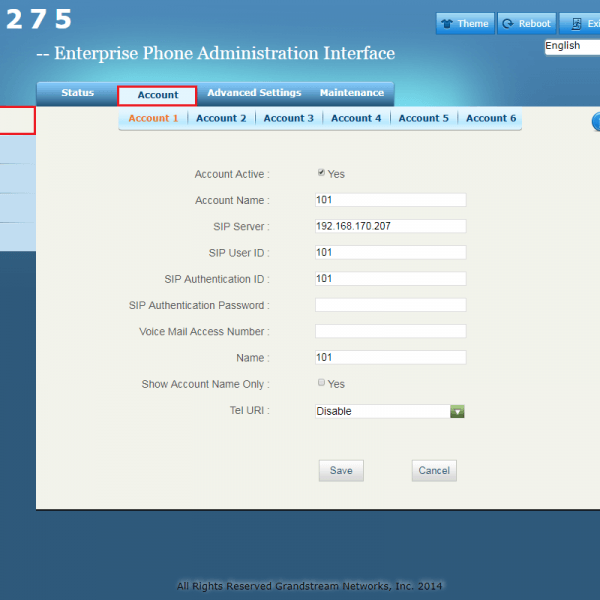 275
Theme Reboot Exi
-- Enterprise Phone Administration Interface
English
Status Account Advanced Settings Maintenance
Account 1 Account 2 Account 3 Account 4 Account 5 Account 6
Account Active : Yes
Account Name : 101
SIP Server : 192.168.170.207
SIP User ID : 101
SIP Authentication ID : 101
SIP Authentication Password :
Voice Mail Access Number :
Name : 101
Show Account Name Only : Yes
Tel URI : Disable
Save Cancel
All Rights Reserved Grandstream Networks, Inc. 2014